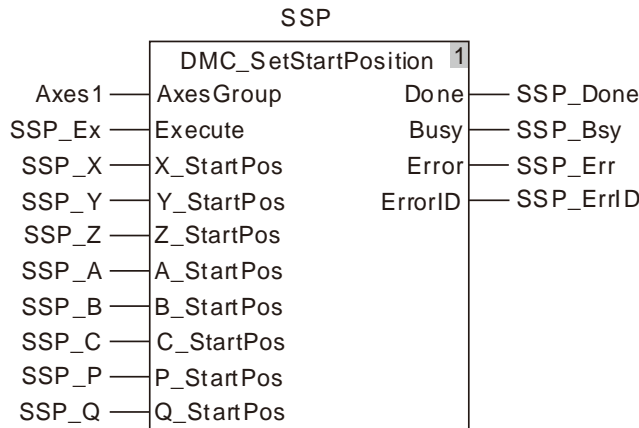 SSP
DMC_SetStartPosition 1
Axes1 AxesGroup Done SSP_Done
SSP_Ex Execute Busy SSP_Bsy
SSP_X X_StartPos Error SSP_Err
SSP_Y Y_StartPos ErrorID SSP_ErrID
SSP_Z Z_StartPos
SSP_A A_StartPos
SSP_B B_StartPos
SSP_C C_StartPos
SSP_P P_StartPos
SSP_Q Q_StartPos